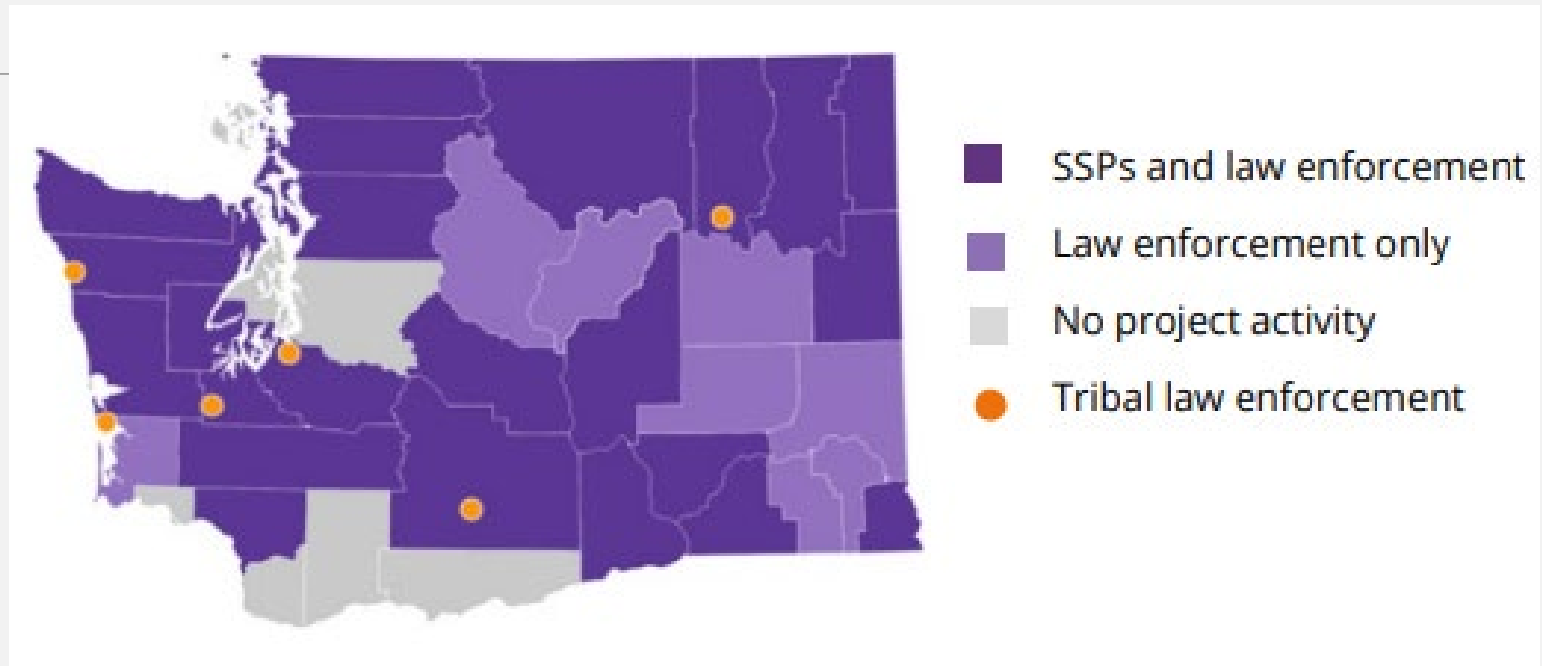 SSPs and law enforcement
Law enforcement only
No project activity
Tribal law enforcement